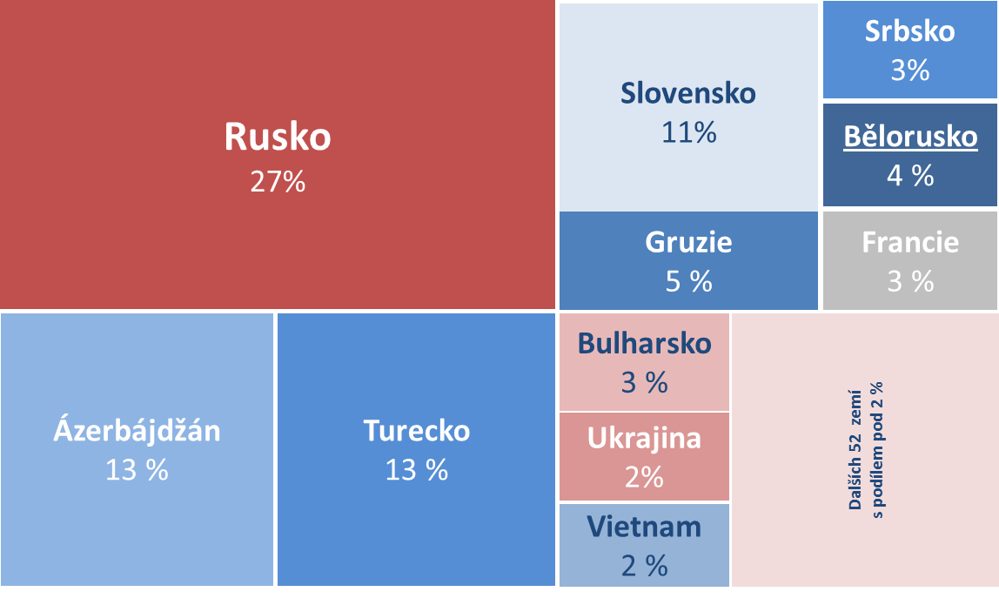 Rusko
27%
Slovensko
11%
Srbsko
3%
Bělorusko
4 %
Gruzie
5 %
Francie
3 %
Ázerbájdžán
13 %
Turecko
13 %
Bulharsko
3 %
Ukrajina
2%
Vietnam
2 %
Dalších 52 zemí
s podílem pod 2 %